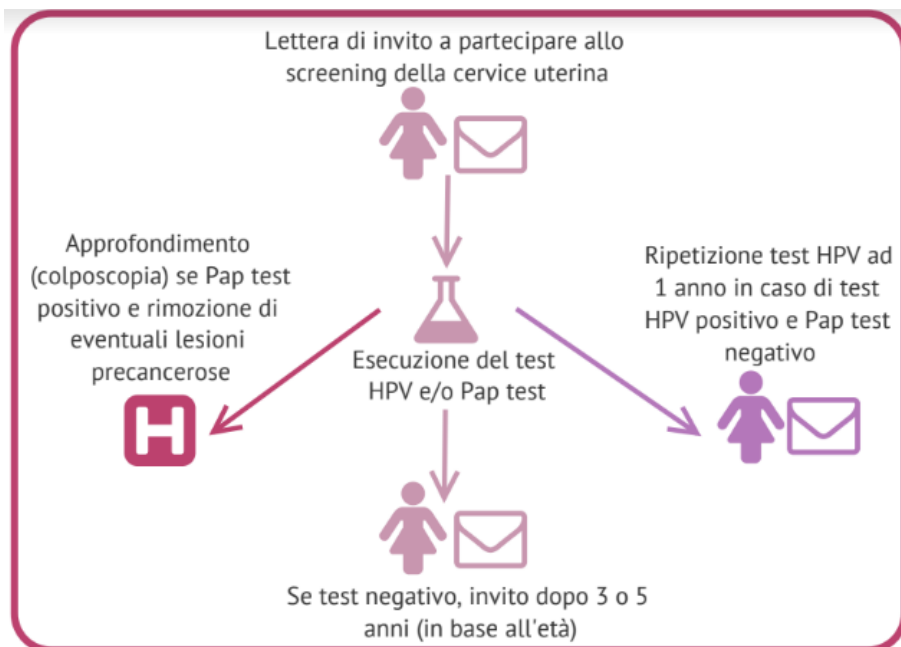 Lettera di invito a partecipare allo
screening della cervice uterina
Approfondimento
(colposcopia) se Pap test
positivo e rimozione di
eventuali lesioni
precancerose
H
Esecuzione del test
HPV e/o Pap test
Ripetizione test HPV ad
1 anno in caso di test
HPV positivo e Pap test
negativo
Se test negativo, invito dopo 3 o 5
anni (in base all'età)